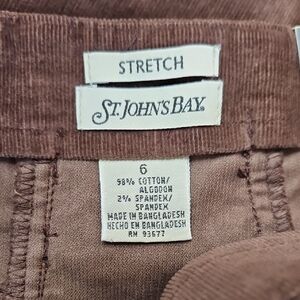 STRETCH
ST. JOHN'S BAY.
6
98% COTTON/
ALGODON
2% SPANDEX/
SPANDEX
MADE IN BANGLADESH
HECHO EN BANGLADESH
RN 93677